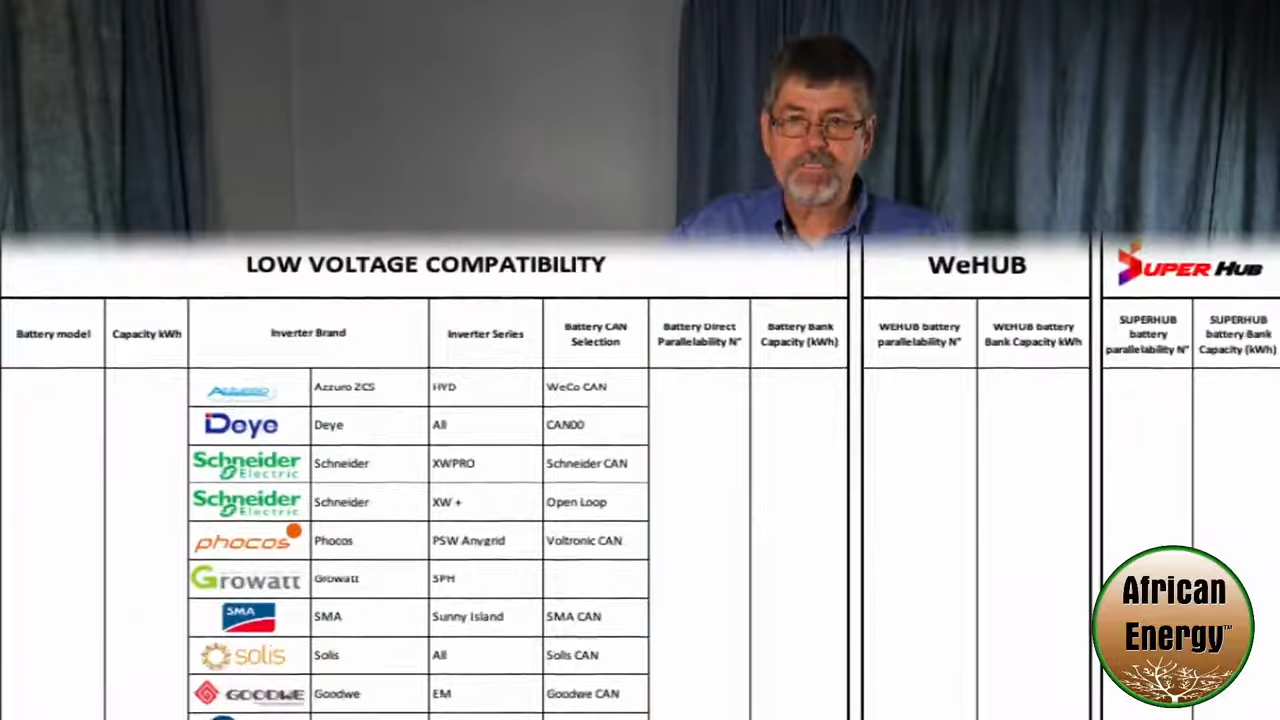 LOW VOLTAGE COMPATIBILITY
WeHUB
SUPER HUB
Battery model
Capacity kWh
Inverter Brand
Inverter Series
Battery CAN
Selection
Battery Direct
Parallelability N°
Battery Bank
Capacity (kWh)
WEHUB battery
parallelability N°
WEHUB battery
Bank Capacity kWh
SUPERHUB
battery
parallelability N°
SUPERHUB
battery Bank
Capacity (kWh)
AZZURRO
Azzuro ZCS
HYD
WeCo CAN
Deye
Deye
All
CAN00
Schneider
Electric
Schneider
XWPRO
Schneider CAN
Schneider
Electric
Schneider
XW +
Open Loop
phocos
Phocos
PSW Anygrid
Voltronic CAN
Growatt
Growatt
SPH
SMA
SMA
Sunny Island
SMA CAN
solis
Solis
All
Solis CAN
GOODWE
Goodwe
EM
Goodwe CAN
African
Energy™